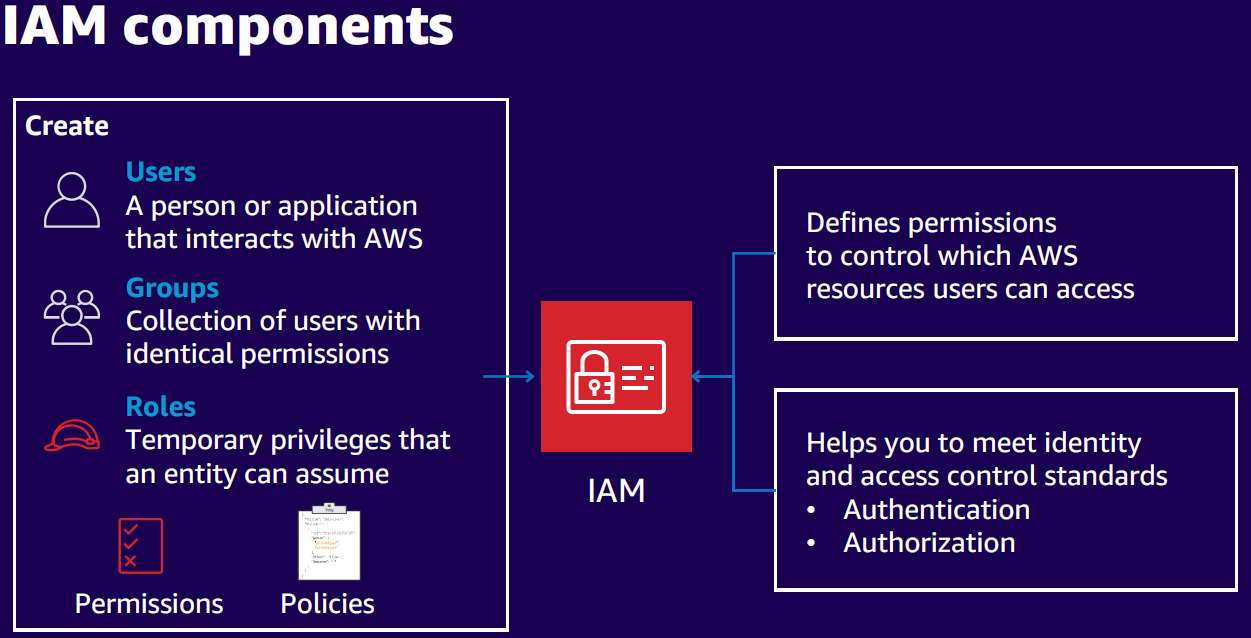 IAM components
Create
Users
A person or application
that interacts with AWS
Groups
Collection of users with
identical permissions
Roles
Temporary privileges that
an entity can assume
Permissions
Policies
IAM
Defines permissions
to control which AWS
resources users can access
Helps you to meet identity
and access control standards
• Authentication
• Authorization